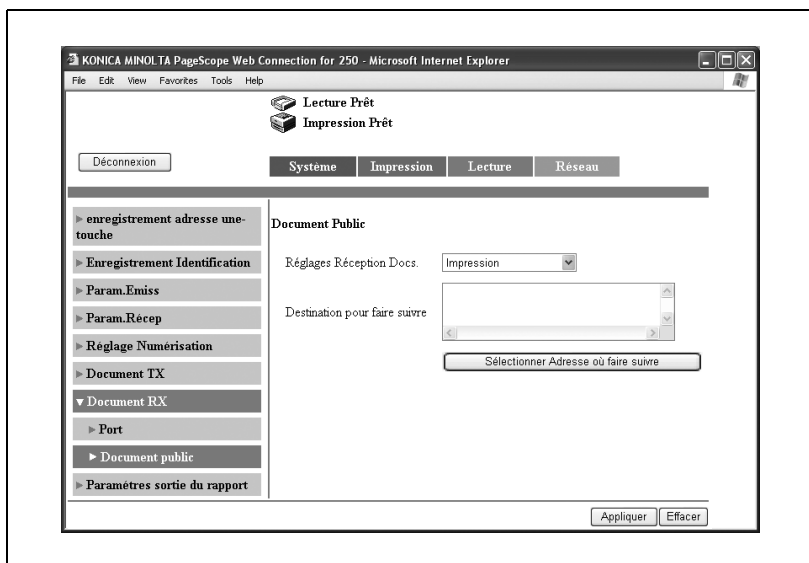 KONICA MINOLTA PageScope Web Connection for 250 - Microsoft Internet Explorer
File Edit View Favorites Tools Help
Lecture Prêt
Impression Prêt
Déconnexion
Système Impression Lecture Réseau
enregistrement adresse une-
touche
Enregistrement Identification
Param.Emiss
Param.Récep
Réglage Numérisation
Document TX
Document RX
Port
Document public
Paramètres sortie du rapport
Document Public
Réglages Réception Docs. Impression
Destination pour faire suivre
Sélectionner Adresse où faire suivre
Appliquer Effacer